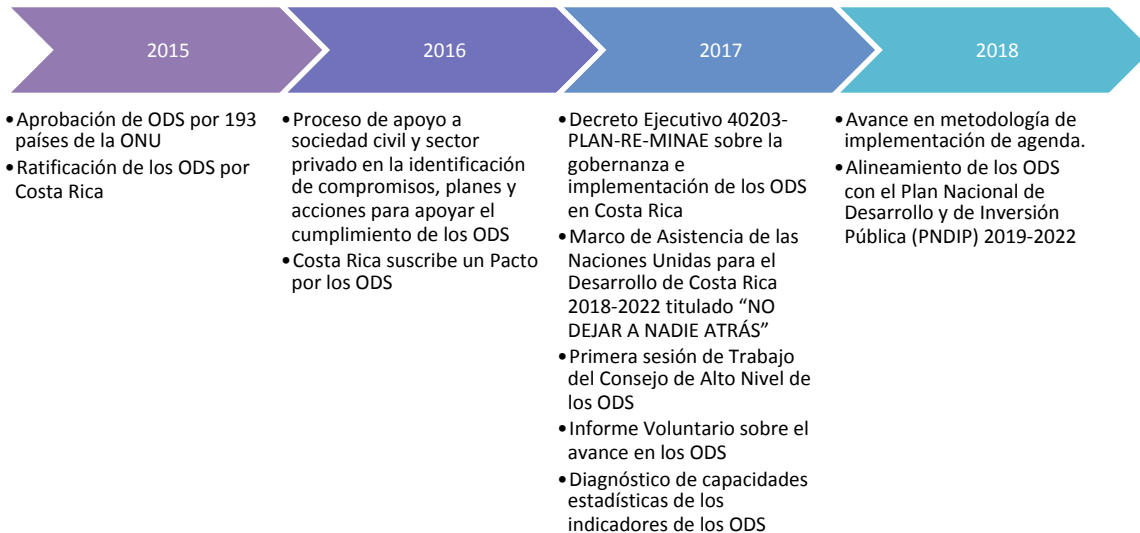 2015
2016
2017
2018
•Aprobación de ODS por 193
países de la ONU
•Ratificación de los ODS por
Costa Rica
•Proceso de apoyo a
sociedad civil y sector
privado en la identificación
de compromisos, planes y
acciones para apoyar el
cumplimiento de los ODS
•Costa Rica suscribe un Pacto
por los ODS
•Decreto Ejecutivo 40203-
PLAN-RE-MINAE sobre la
gobernanza e
implementación de los ODS
en Costa Rica
•Marco de Asistencia de las
Naciones Unidas para el
Desarrollo de Costa Rica
2018-2022 titulado “NO
DEJAR A NADIE ATRÁS”
•Primera sesión de Trabajo
del Consejo de Alto Nivel de
los ODS
•Informe Voluntario sobre el
avance en los ODS
•Diagnóstico de capacidades
estadísticas de los
indicadores de los ODS
•Avance en metodología de
implementación de agenda.
•Alineamiento de los ODS
con el Plan Nacional de
Desarrollo y de Inversión
Pública (PNDIP) 2019-2022